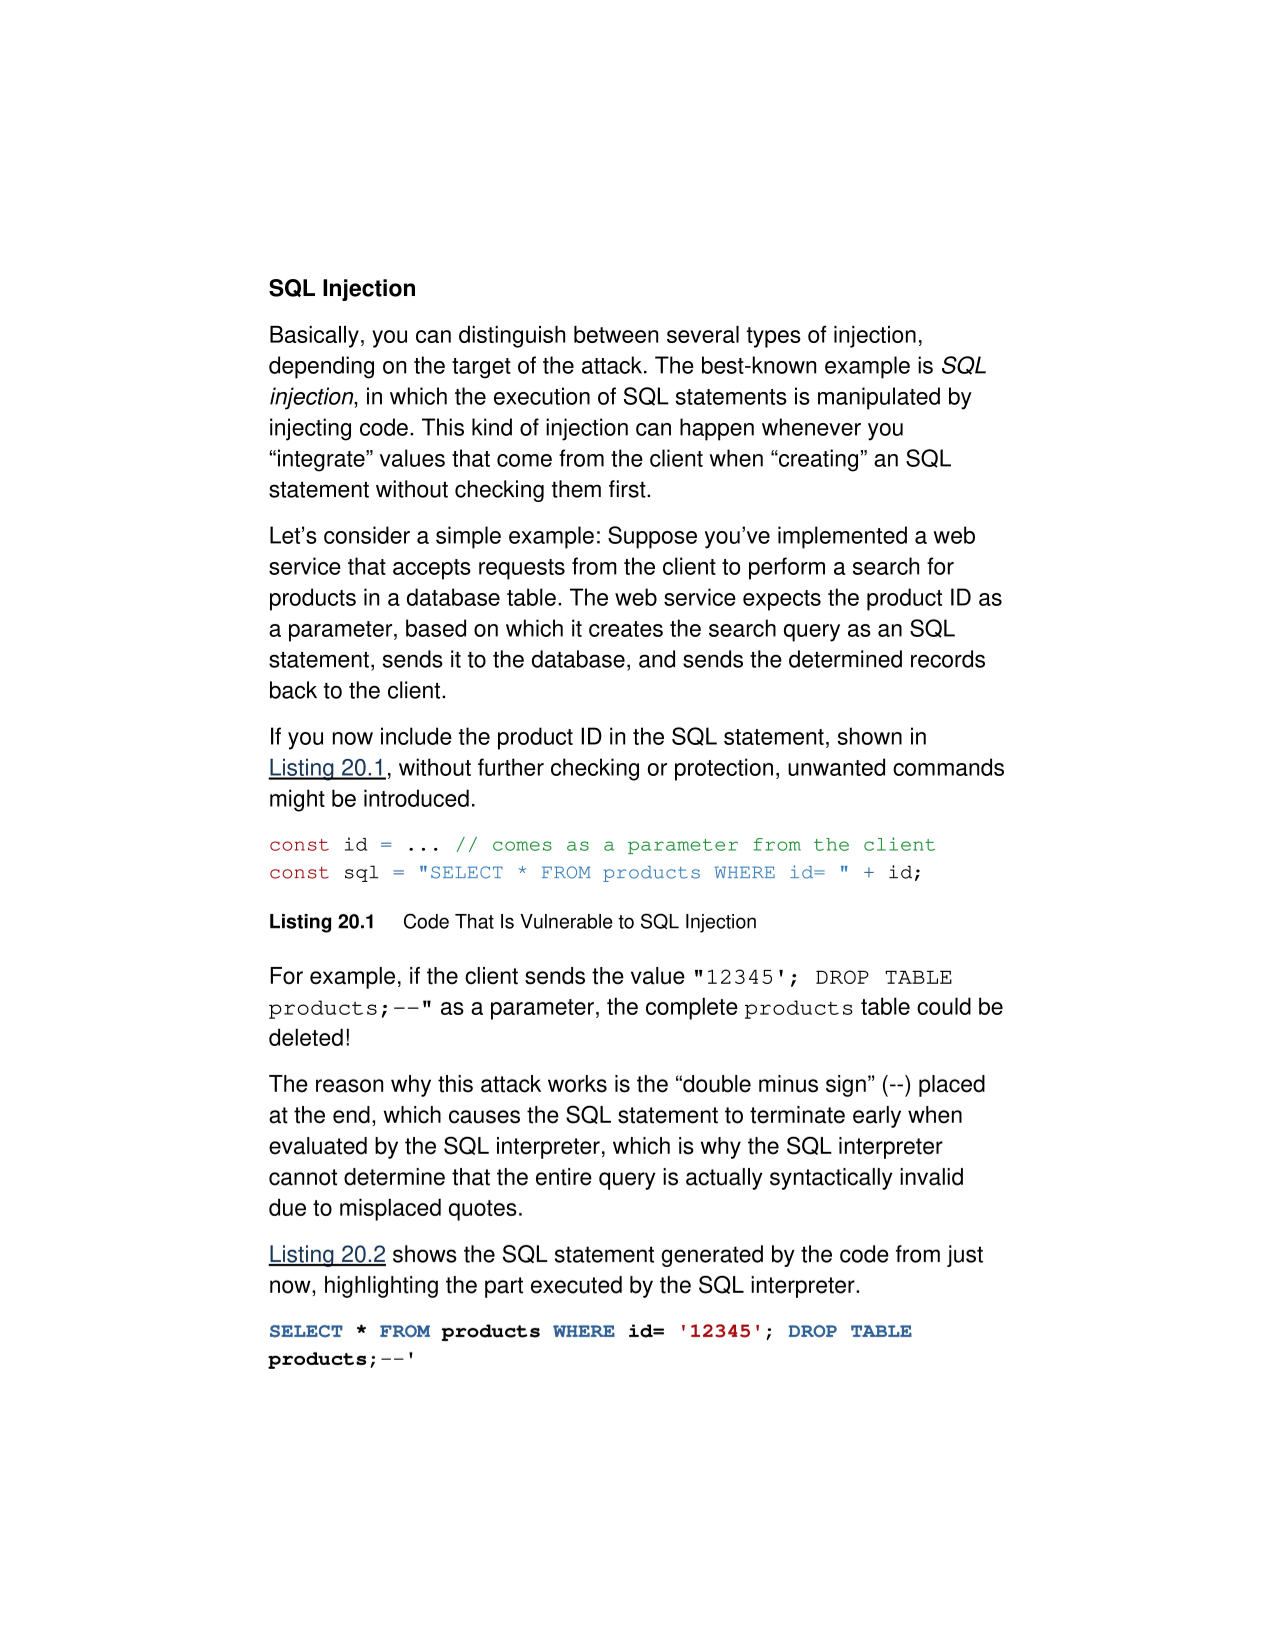 SQL Injection
Basically, you can distinguish between several types of injection,
depending on the target of the attack. The best-known example is SQL
injection, in which the execution of SQL statements is manipulated by
injecting code. This kind of injection can happen whenever you
“integrate” values that come from the client when “creating” an SQL
statement without checking them first.
Let’s consider a simple example: Suppose you’ve implemented a web
service that accepts requests from the client to perform a search for
products in a database table. The web service expects the product ID as
a parameter, based on which it creates the search query as an SQL
statement, sends it to the database, and sends the determined records
back to the client.
If you now include the product ID in the SQL statement, shown in
Listing 20.1, without further checking or protection, unwanted commands
might be introduced.
const id = ... // comes as a parameter from the client
const sql = "SELECT * FROM products WHERE id= " + id;
Listing 20.1 Code That Is Vulnerable to SQL Injection
For example, if the client sends the value "12345'; DROP TABLE
products;--" as a parameter, the complete products table could be
deleted!
The reason why this attack works is the “double minus sign” (--) placed
at the end, which causes the SQL statement to terminate early when
evaluated by the SQL interpreter, which is why the SQL interpreter
cannot determine that the entire query is actually syntactically invalid
due to misplaced quotes.
Listing 20.2 shows the SQL statement generated by the code from just
now, highlighting the part executed by the SQL interpreter.
SELECT * FROM products WHERE id= '12345'; DROP TABLE
products;--'